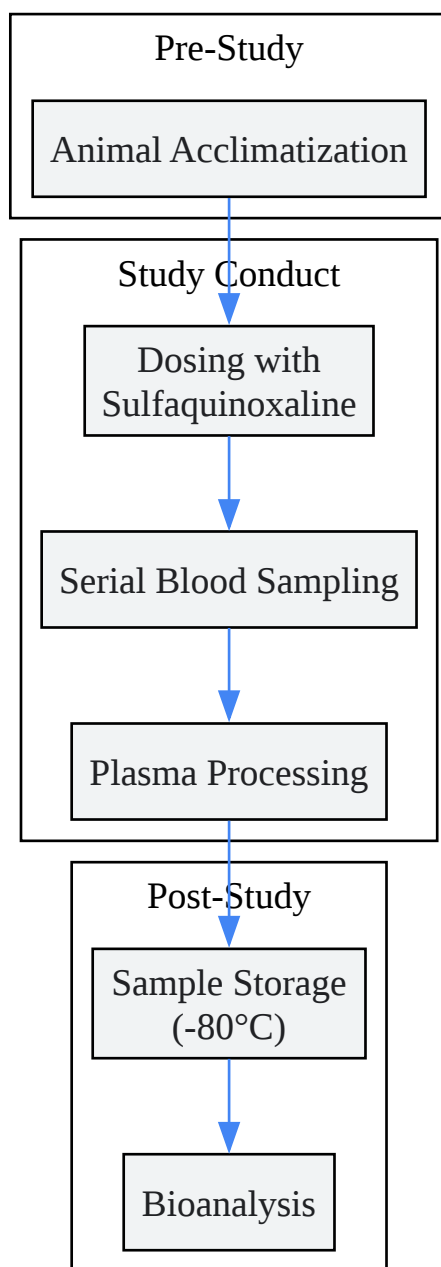 Pre-Study
Animal Acclimatization
Study Conduct
Dosing with
Sulfaquinoxaline
Serial Blood Sampling
Plasma Processing
Post-Study
Sample Storage
(-80°C)
Bioanalysis